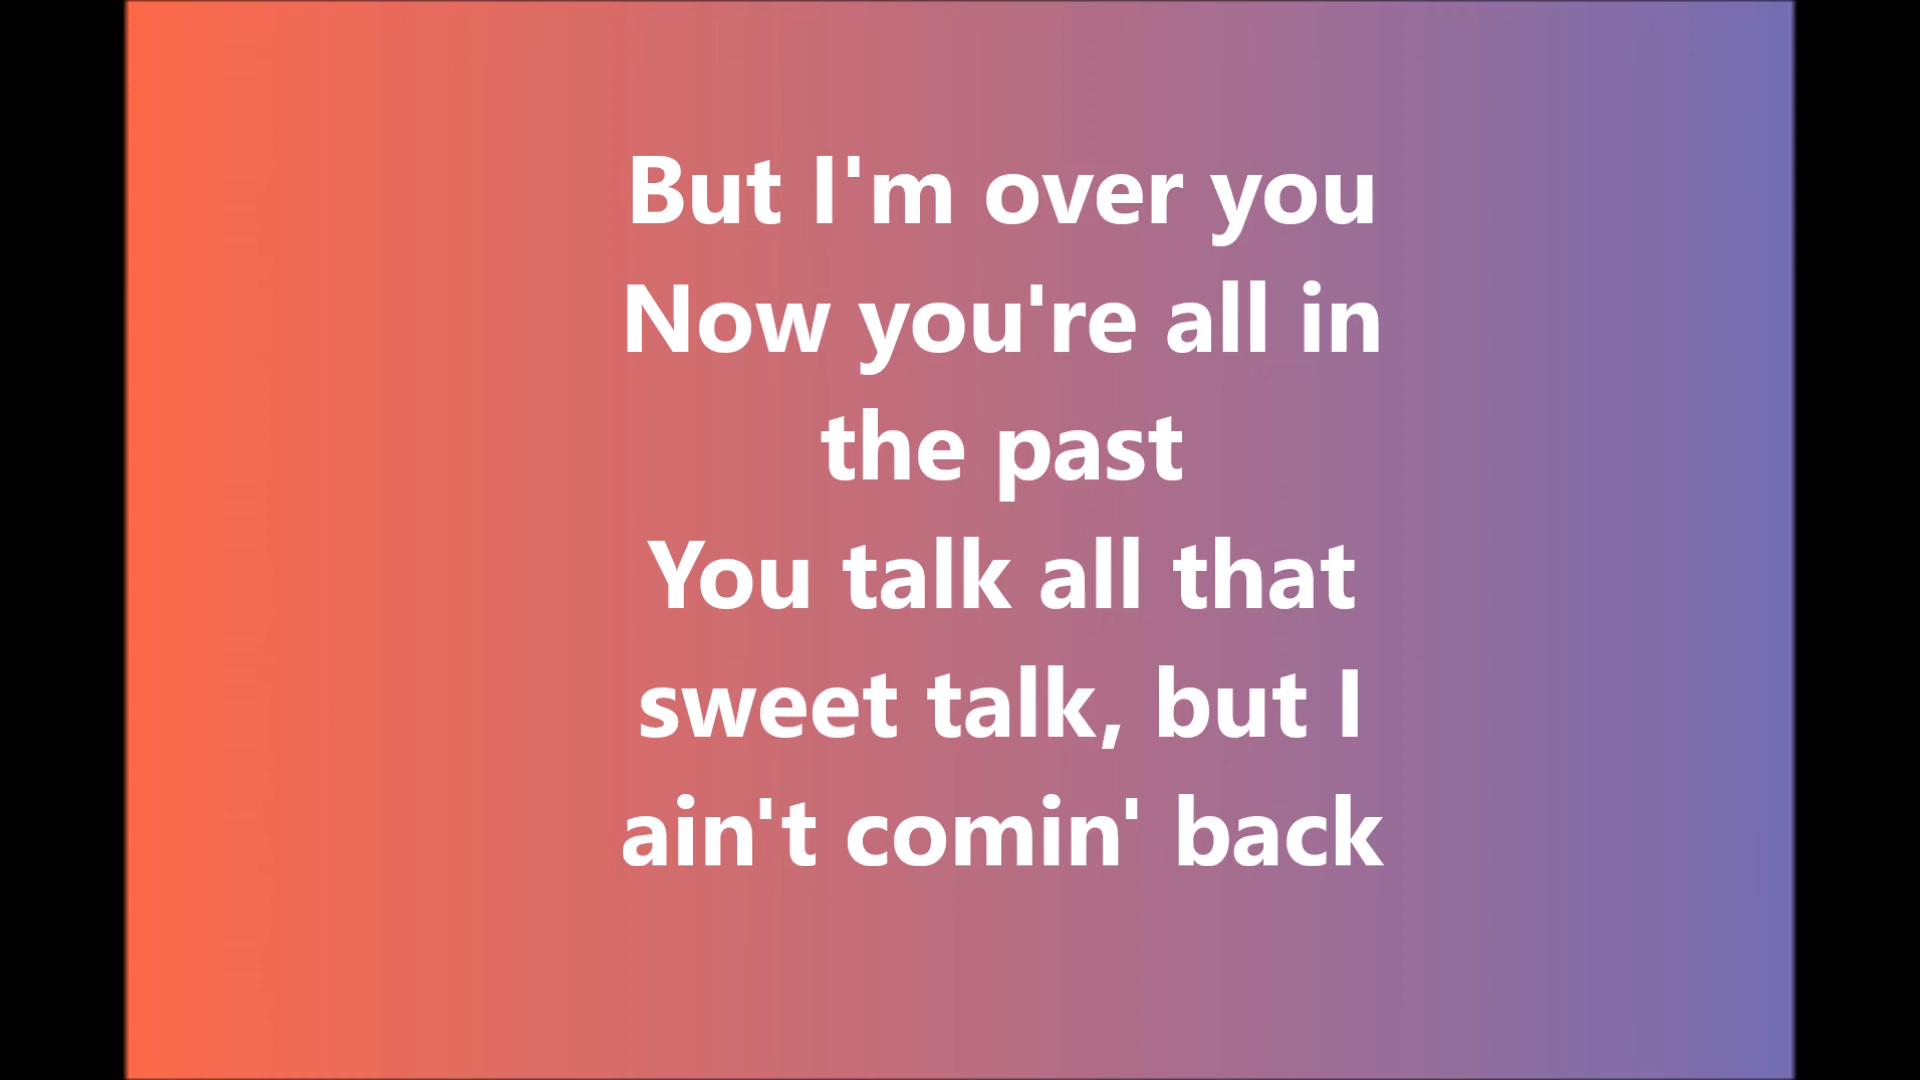 But I'm over you
Now you're all in
the past
You talk all that
sweet talk, but I
ain't comin' back